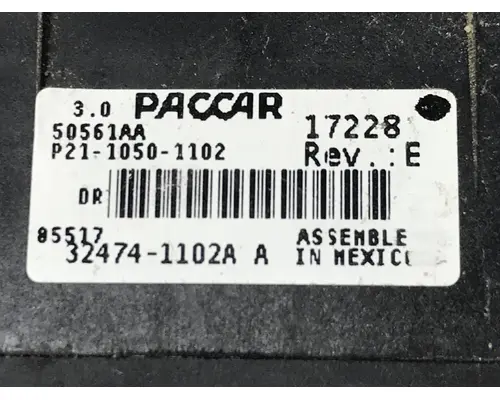 3.0 PACCAR
50561AA 17228
P21-1050-1102 Rev.:E
DR
85517 ASSEMBLE
32474-1102A A IN MEXICO